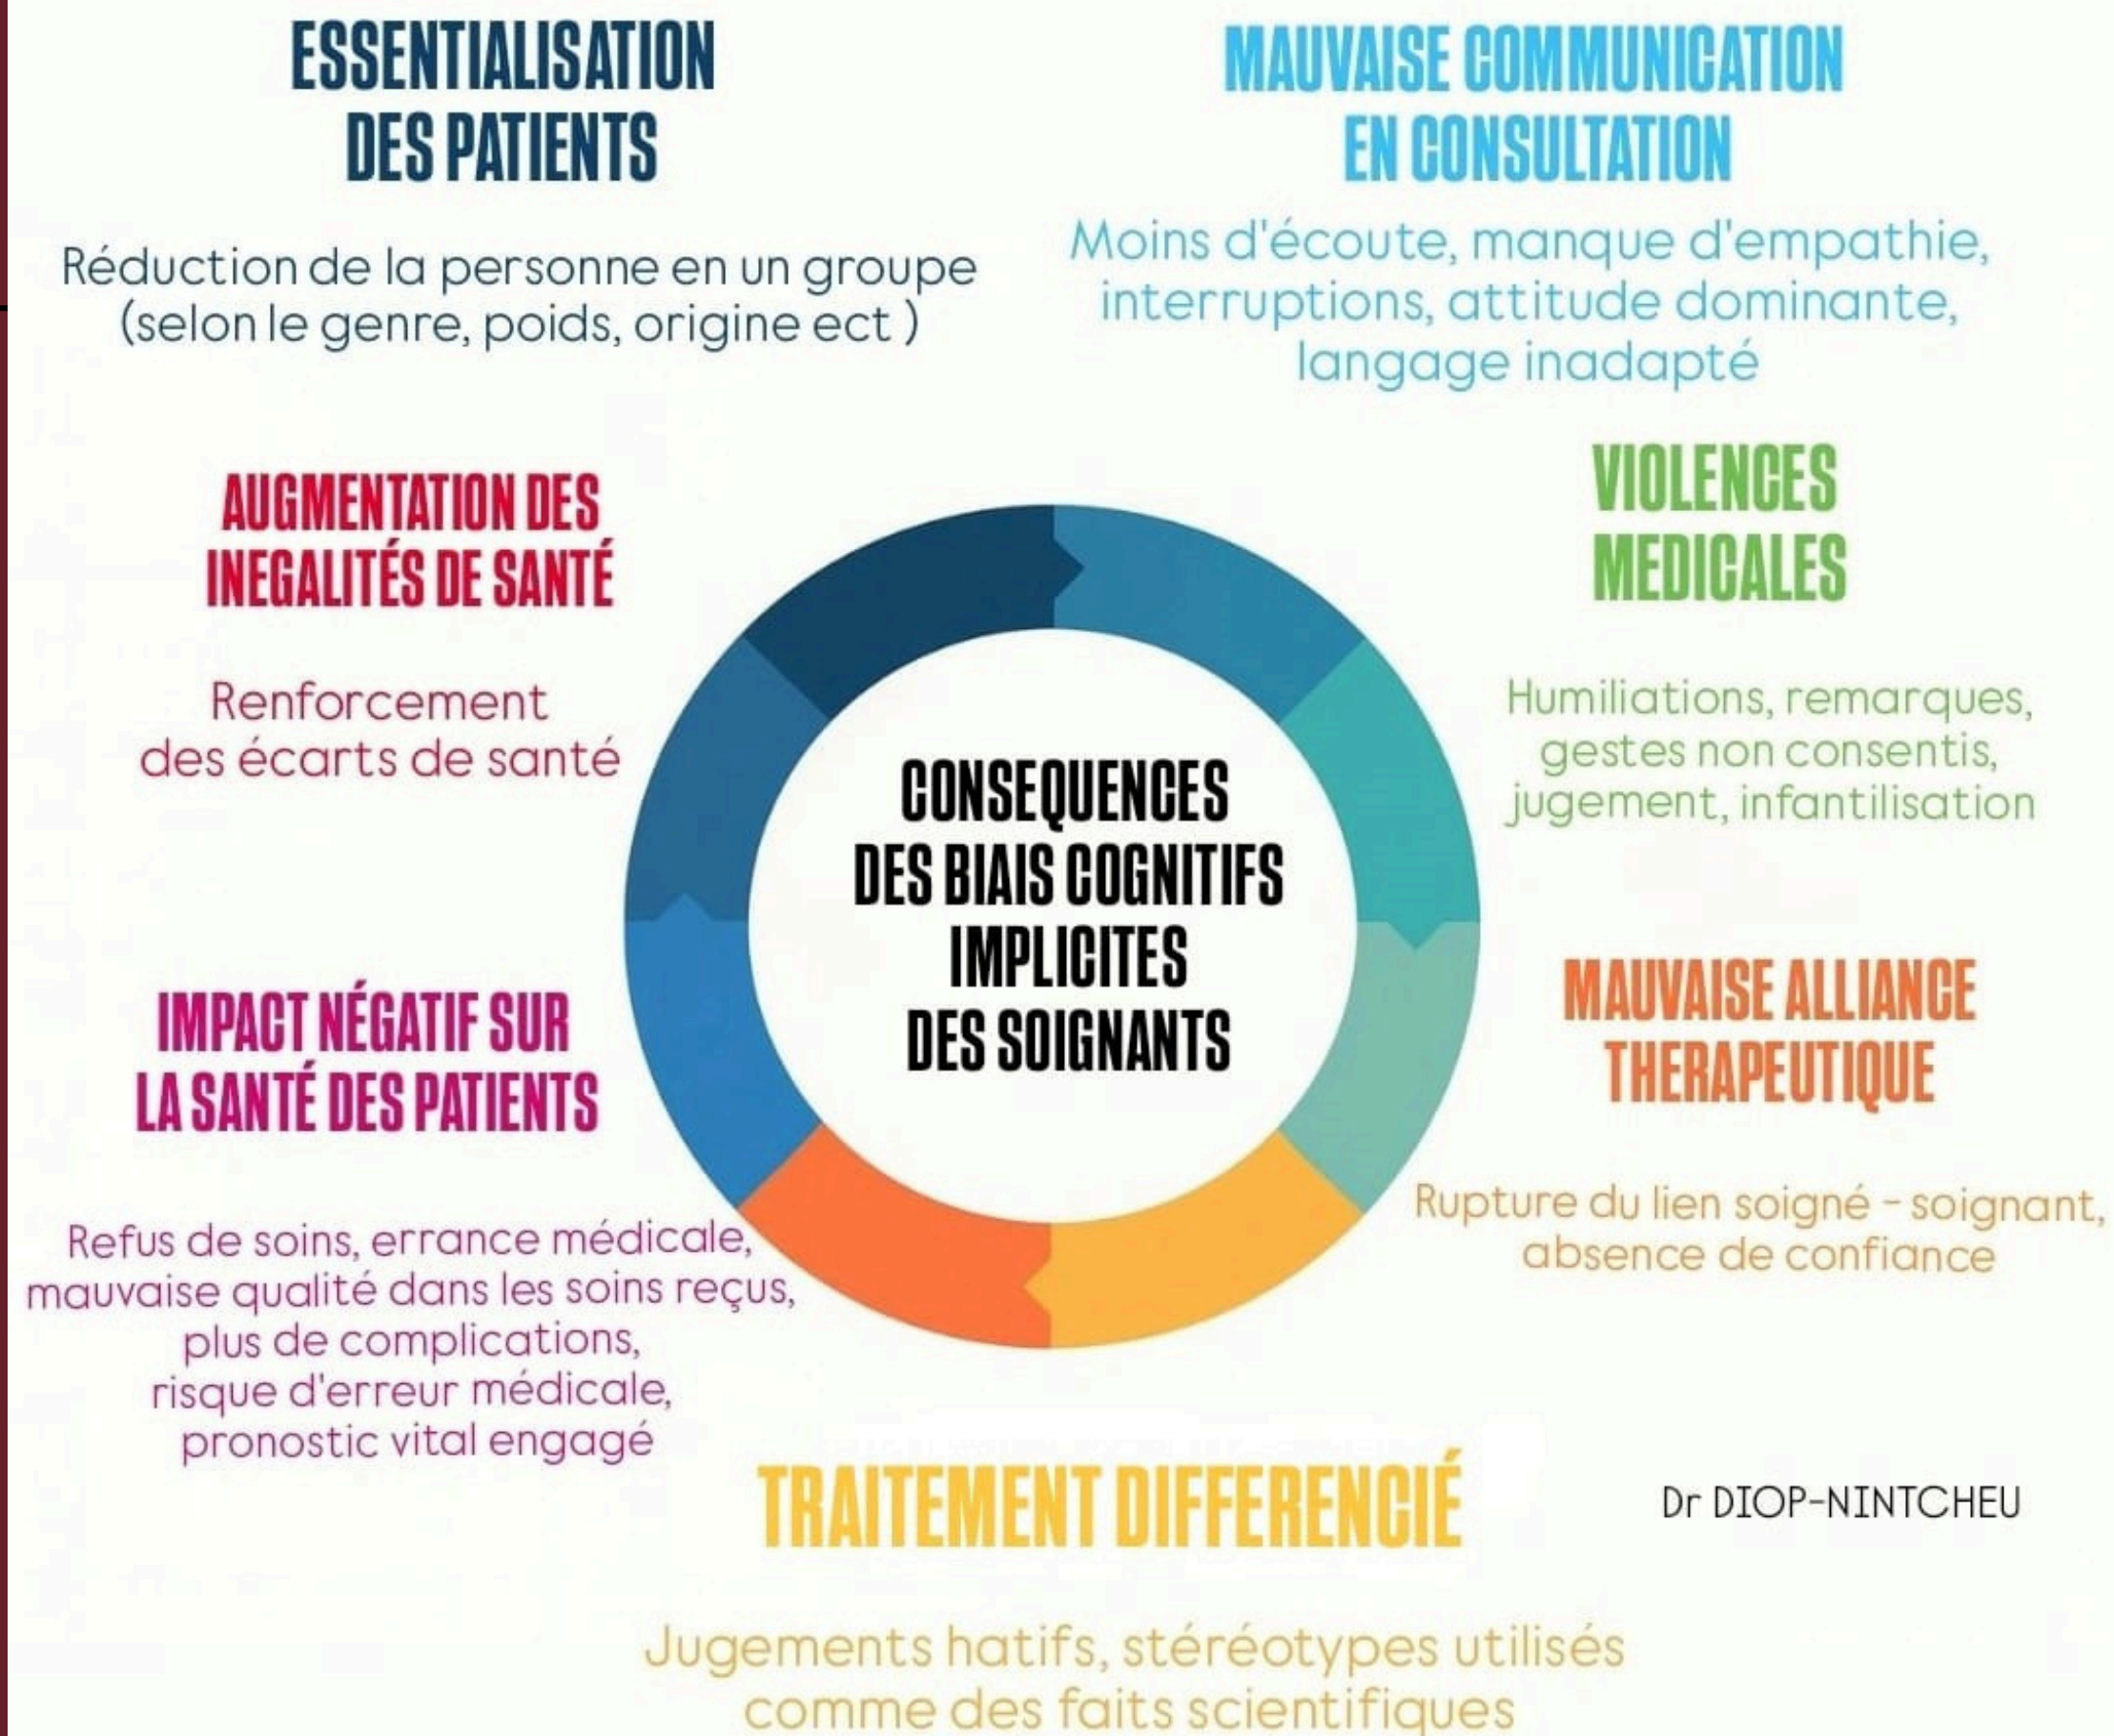 ESSENTIALISATION
DES PATIENTS
Réduction de la personne en un groupe
(selon le genre, poids, origine ect )
MAUVAISE COMMUNICATION
EN CONSULTATION
Moins d'écoute, manque d'empathie,
interruptions, attitude dominante,
langage inadapté
VIOLENCES
MEDICALES
Humiliations, remarques,
gestes non consentis,
jugement, infantilisation
MAUVAISE ALLIANCE
THERAPEUTIQUE
Rupture du lien soigné - soignant,
absence de confiance
TRAITEMENT DIFFERENCIÉ
Jugements hatifs, stéréotypes utilisés
comme des faits scientifiques
IMPACT NÉGATIF SUR
LA SANTÉ DES PATIENTS
Refus de soins, errance médicale,
mauvaise qualité dans les soins reçus,
plus de complications,
risque d'erreur médicale,
pronostic vital engagé
AUGMENTATION DES
INEGALITÉS DE SANTÉ
Renforcement
des écarts de santé
CONSEQUENCES
DES BIAIS COGNITIFS
IMPLICITES
DES SOIGNANTS
Dr DIOP-NINTCHEU